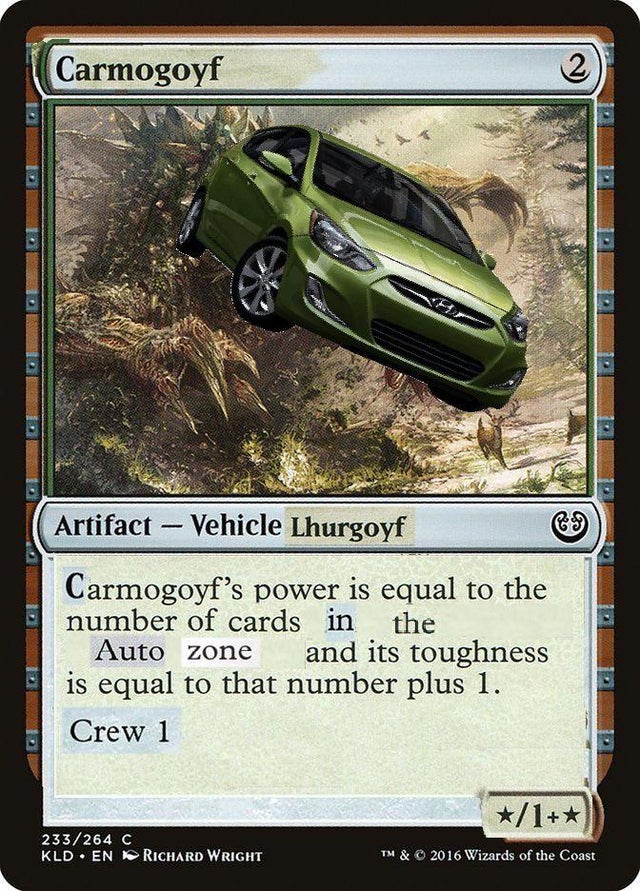 Carmogoyf 2
Artifact — Vehicle Lhurgoyf
Carmogoyf's power is equal to the
number of cards in the
Auto zone and its toughness
is equal to that number plus 1.
Crew 1
★/1+★
233/264 C
KLD • EN Richard Wright ™ & © 2016 Wizards of the Coast